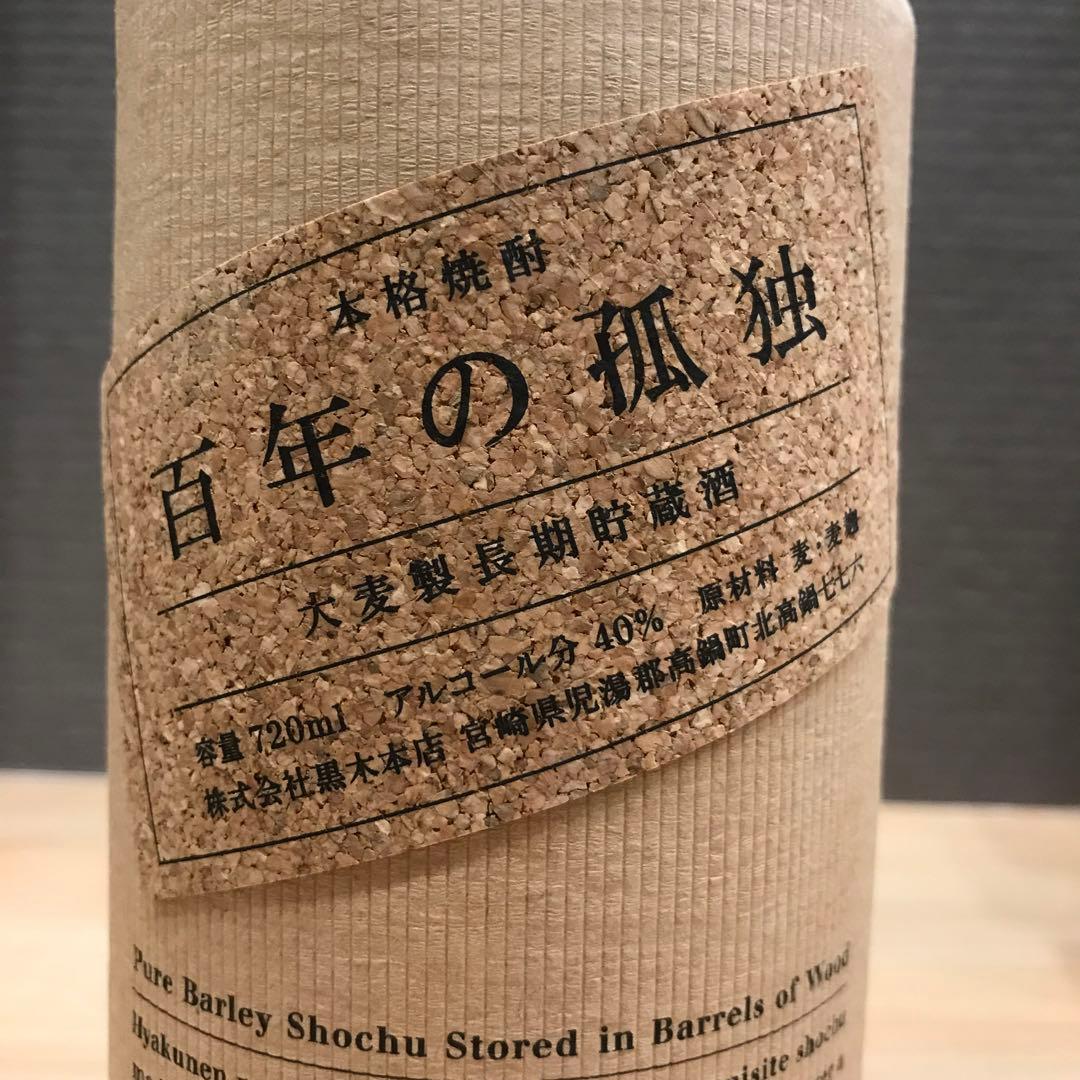 本格焼酎
百年の孤独
大麦製長期貯蔵酒
容量 720ml アルコール分 40% 原材料 麦・麦麹
株式会社黒木本店 宮崎県児湯郡高鍋町北高鍋七七六
Pure Barley Shochu Stored in Barrels of Wood
Hyakunen
shochu